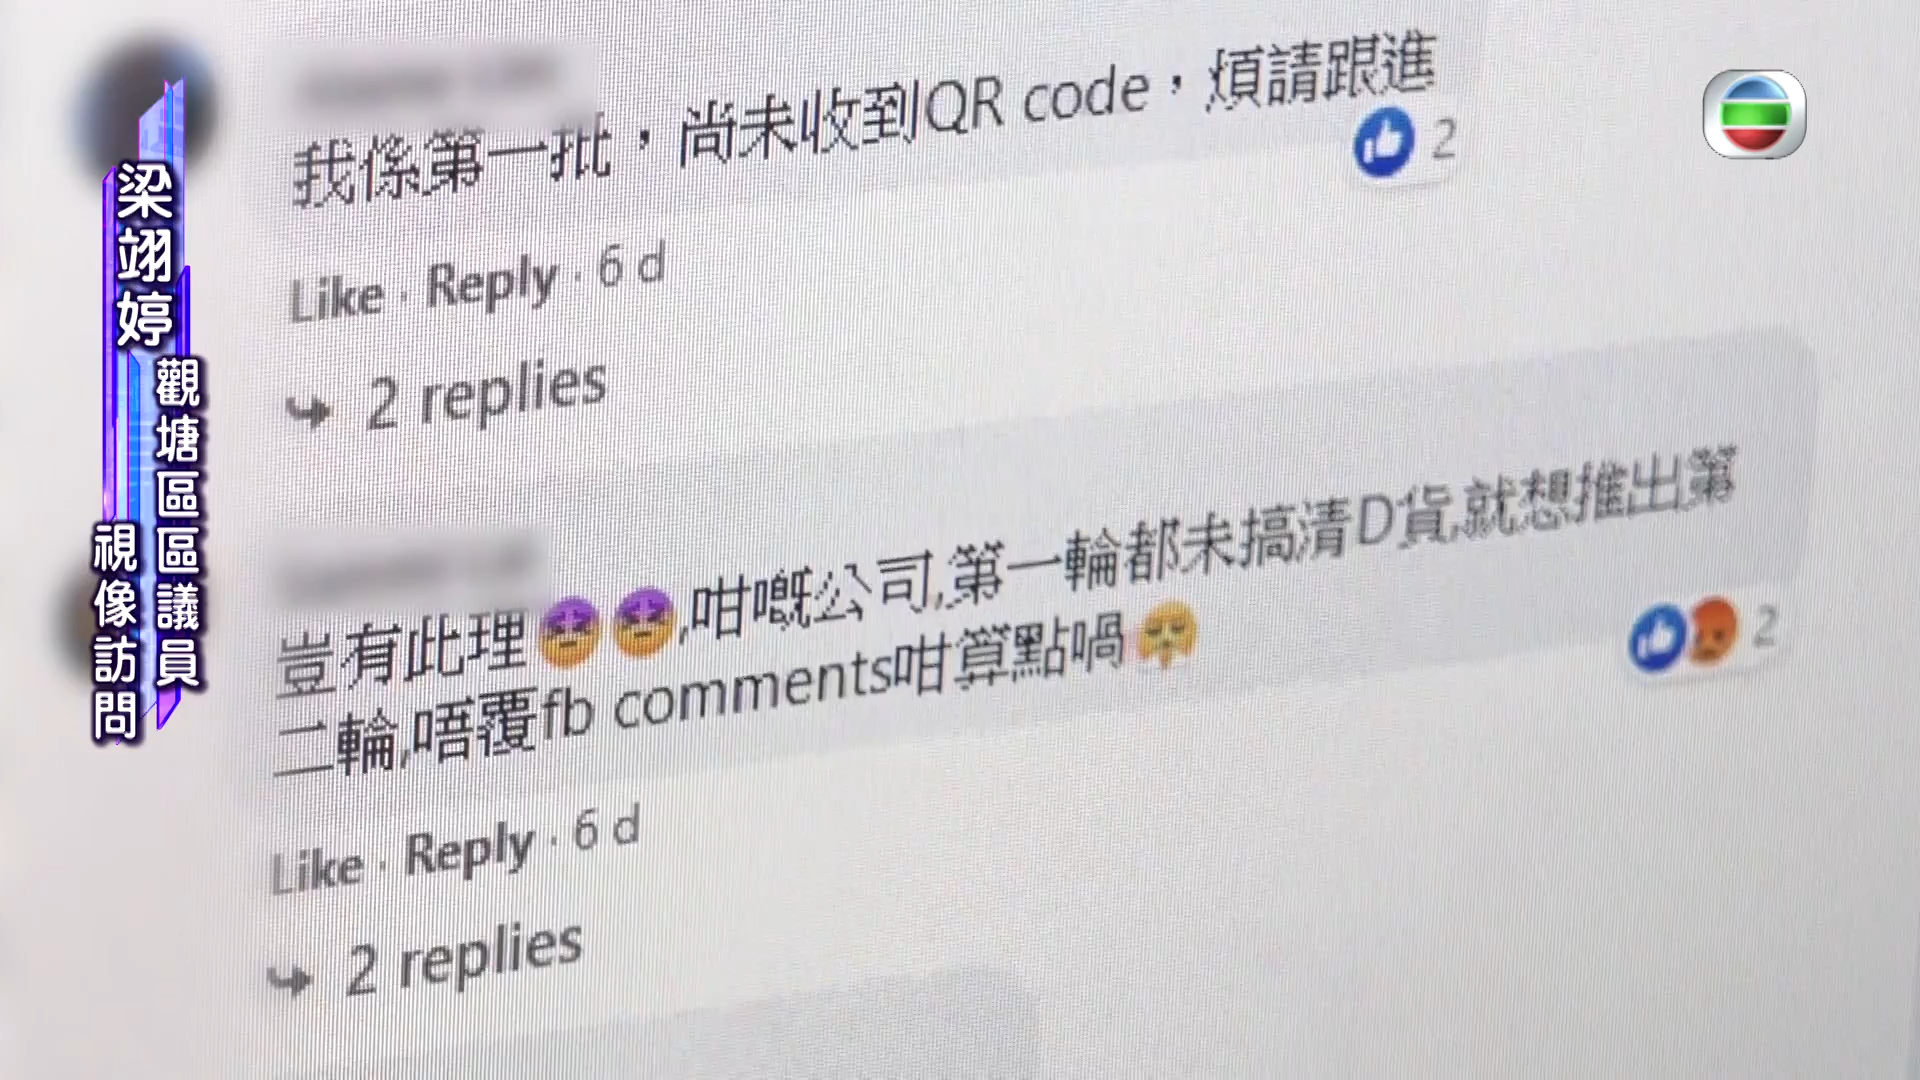 梁翊婷
觀塘區區議員
視像訪問
我係第一批，尚未收到QR code，煩請跟進
2
Like · Reply · 6 d
2 replies
豈有此理,咁嘅公司,第一輪都未搞清D貨,就想推出第
二輪,唔覆fb comments咁算點喎
2
Like · Reply · 6 d
2 replies